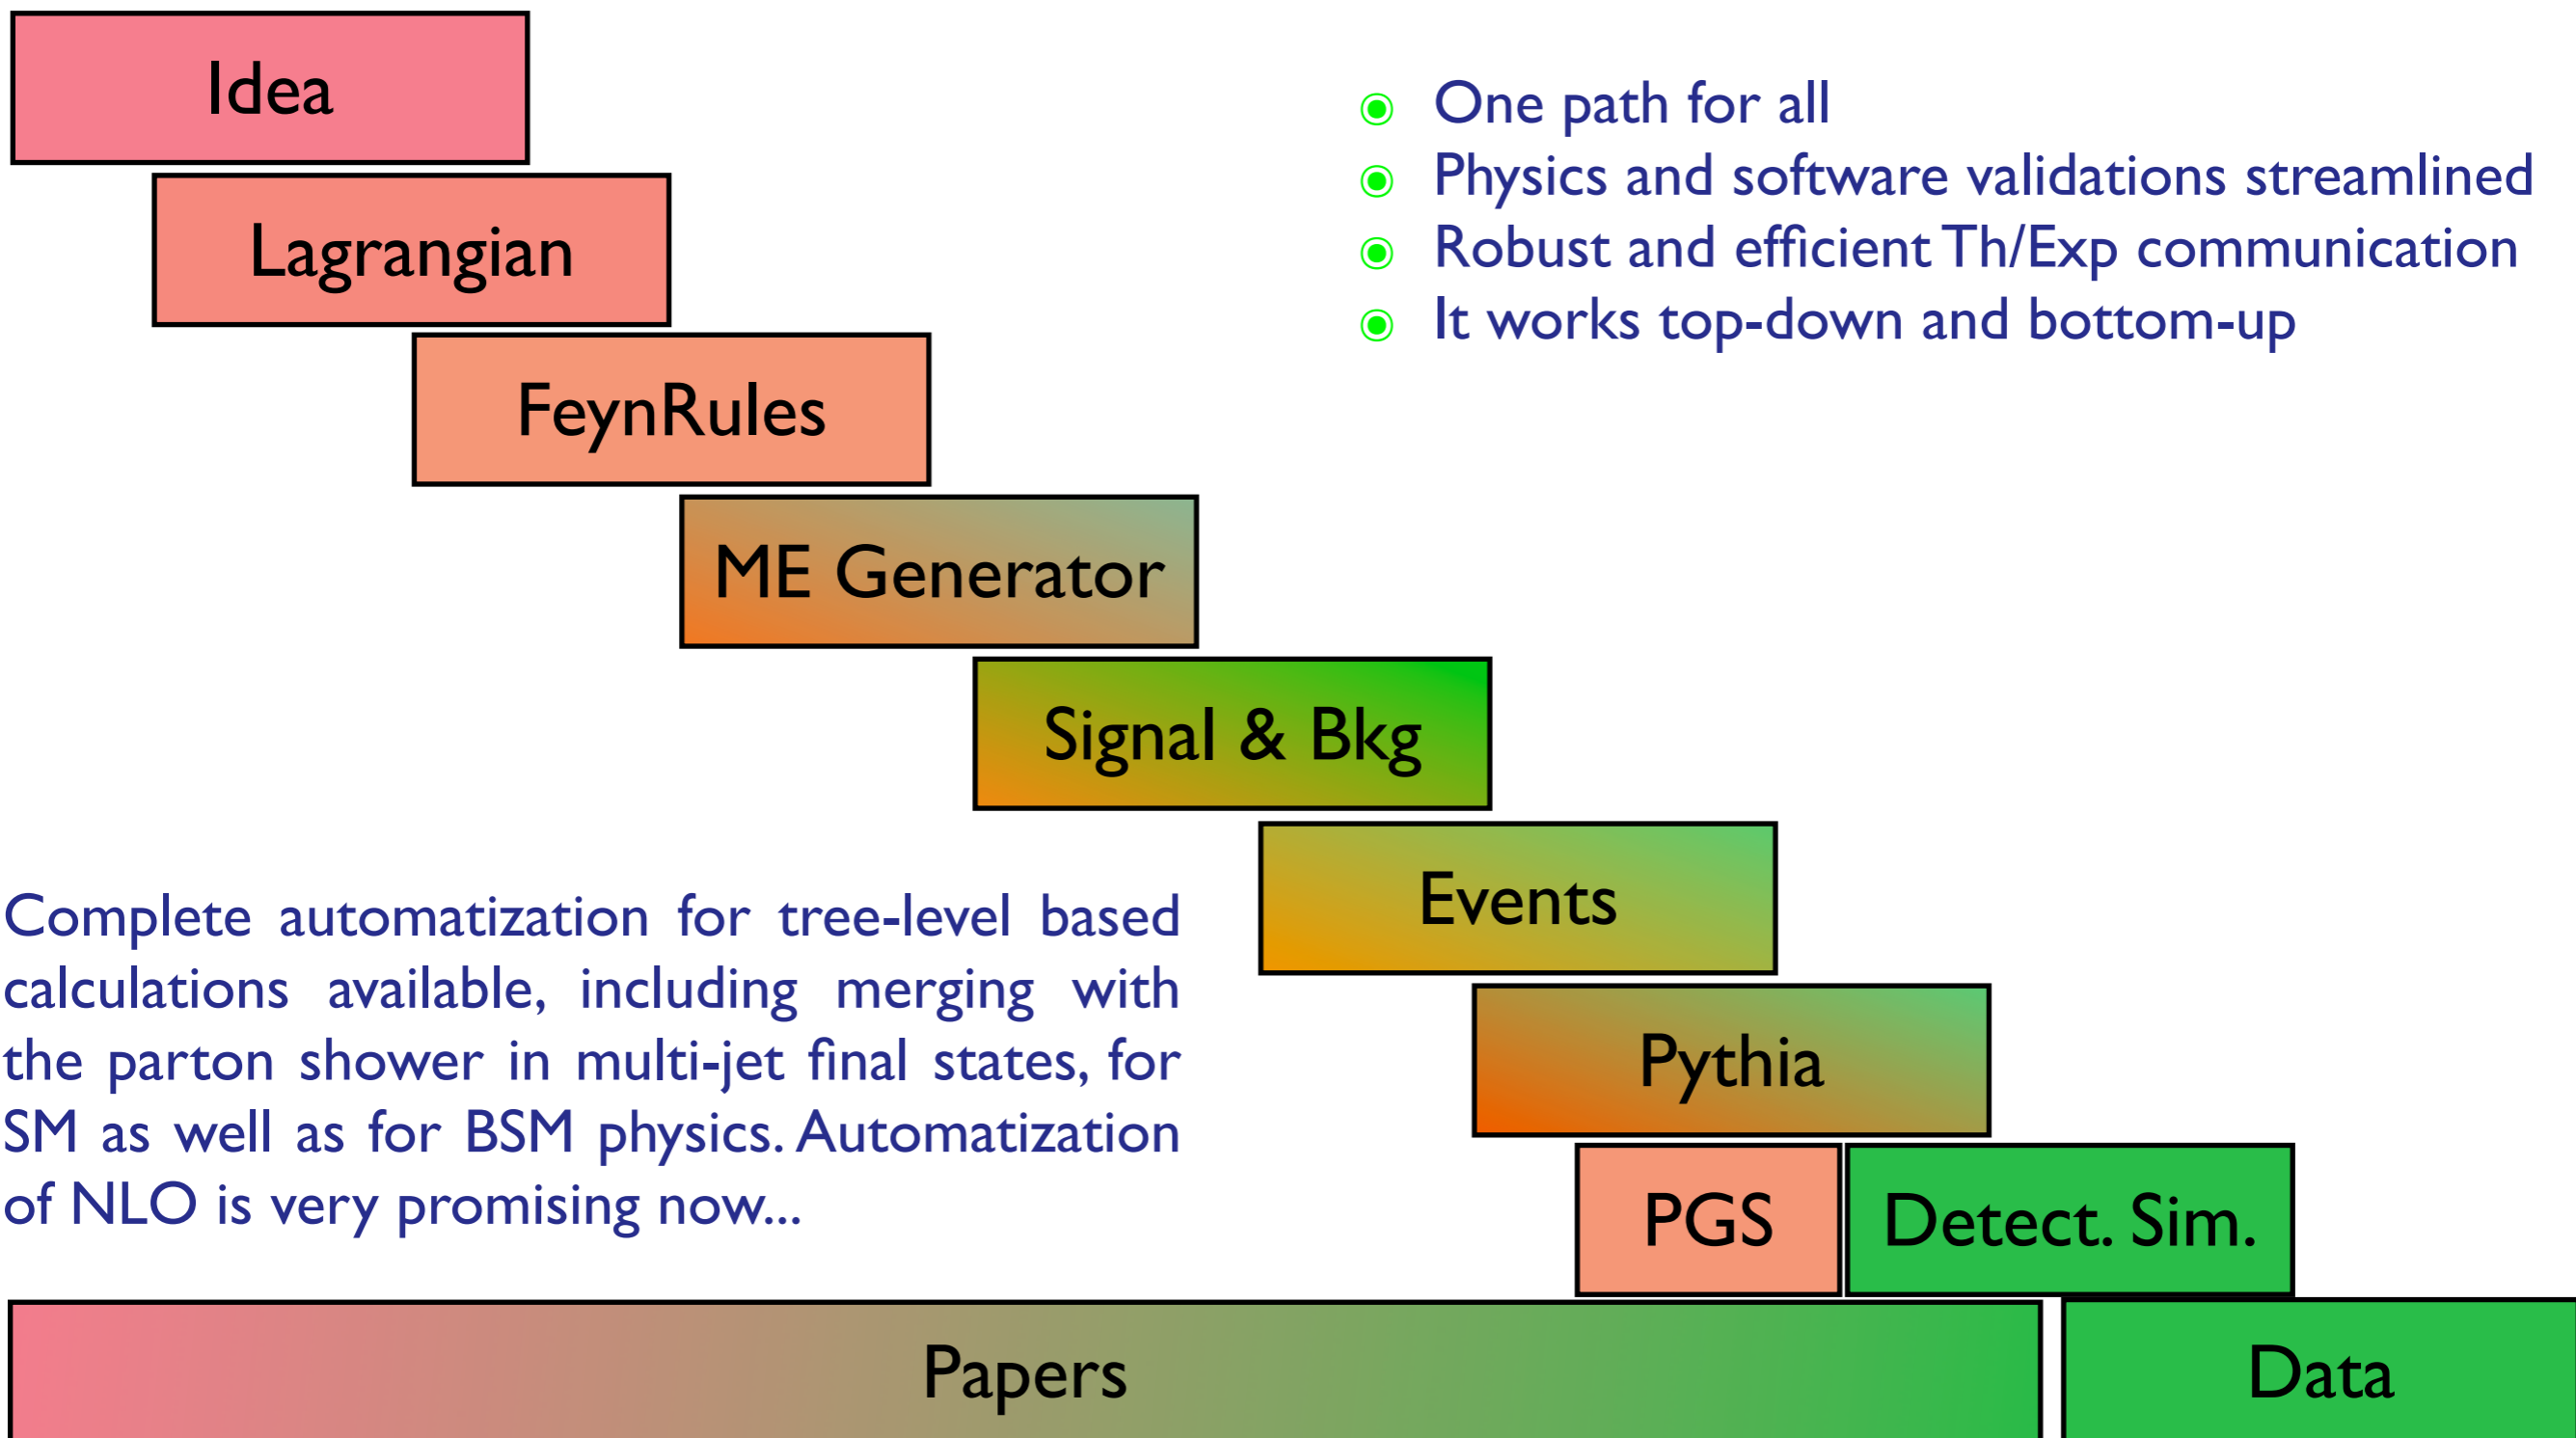 Idea
One path for all
Physics and software validations streamlined
Robust and efficient Th/Exp communication
It works top-down and bottom-up
Lagrangian
FeynRules
ME Generator
Signal & Bkg
Events
Complete automatization for tree-level based
calculations available, including merging with
the parton shower in multi-jet final states, for
SM as well as for BSM physics. Automatization
of NLO is very promising now...
Pythia
PGS
Detect. Sim.
Papers
Data